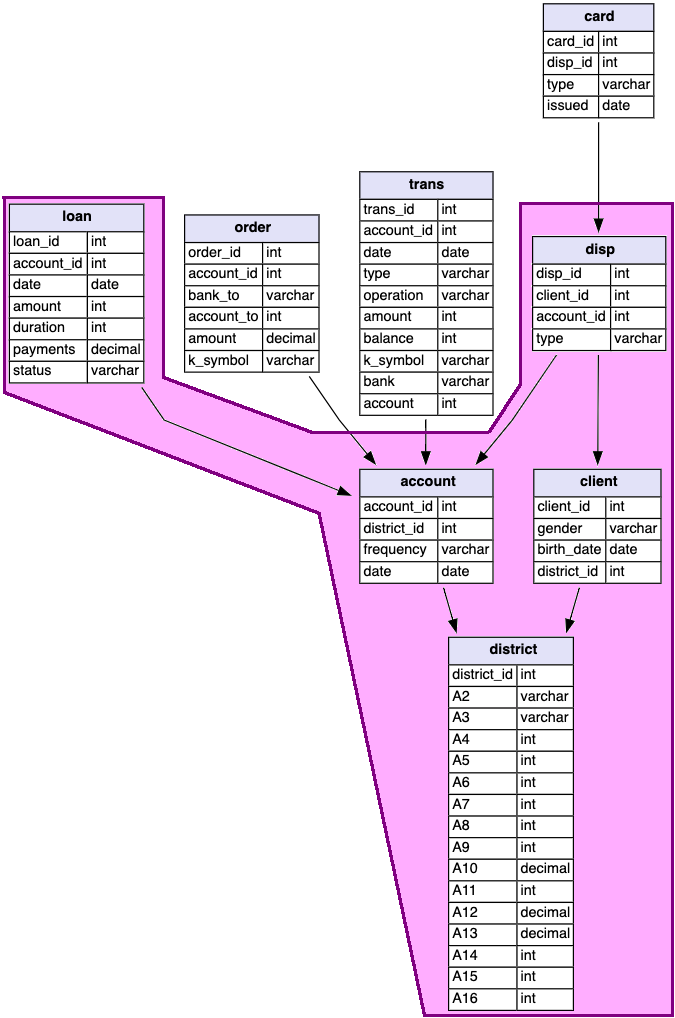 card
card_id int
disp_id int
type varchar
issued date
trans
trans_id int
account_id int
date date
type varchar
operation varchar
amount int
balance int
k_symbol varchar
bank varchar
account int
loan
loan_id int
account_id int
date date
amount int
duration int
payments decimal
status varchar
order
order_id int
account_id int
bank_to varchar
account_to int
amount decimal
k_symbol varchar
disp
disp_id int
client_id int
account_id int
type varchar
account
account_id int
district_id int
frequency varchar
date date
client
client_id int
gender varchar
birth_date date
district_id int
district
district_id int
A2 varchar
A3 varchar
A4 int
A5 int
A6 int
A7 int
A8 int
A9 int
A10 decimal
A11 int
A12 decimal
A13 decimal
A14 int
A15 int
A16 int